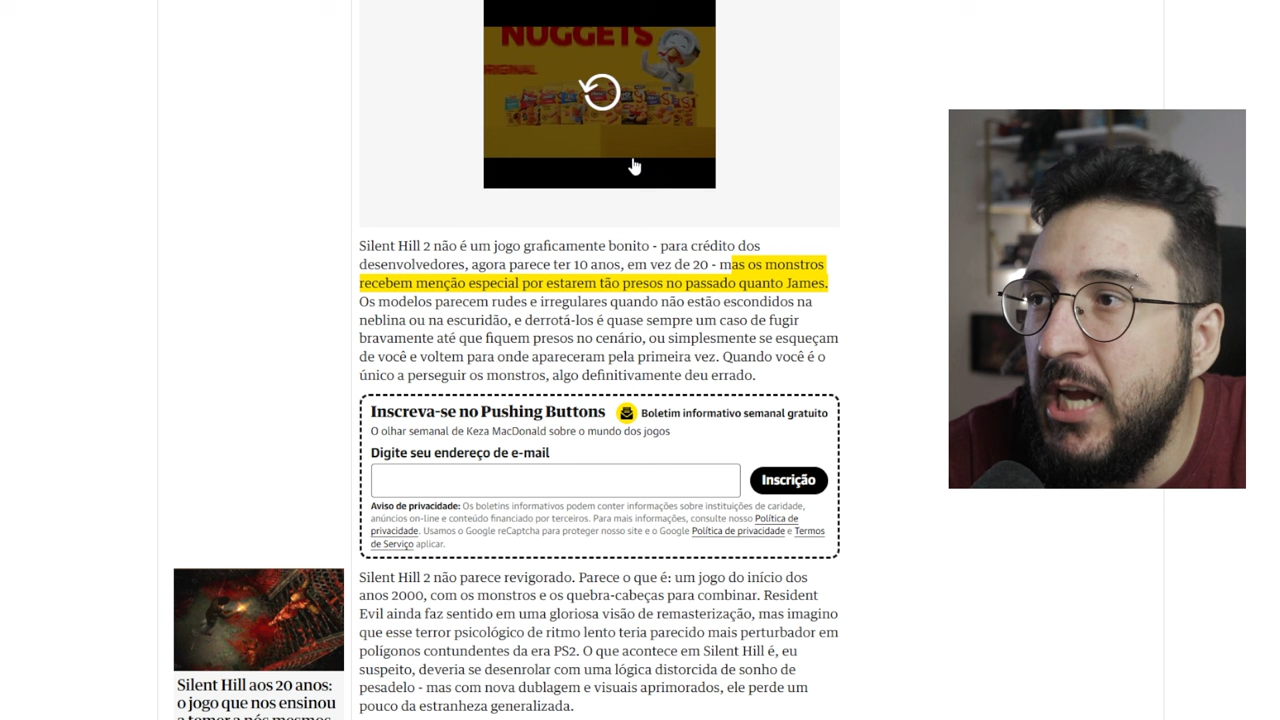 NUGGETS
Silent Hill 2 não é um jogo graficamente bonito - para crédito dos
desenvolvedores, agora parece ter 10 anos, em vez de 20 - mas os monstros
recebem menção especial por estarem tão presos no passado quanto James.
Os modelos parecem rudes e irregulares quando não estão escondidos na
neblina ou na escuridão, e derrotá-los é quase sempre um caso de fugir
bravamente até que fiquem presos no cenário, ou simplesmente se esqueçam
de você e voltem para onde apareceram pela primeira vez. Quando você é o
único a perseguir os monstros, algo definitivamente deu errado.
Inscreva-se no Pushing Buttons
Boletim informativo semanal gratuito
O olhar semanal de Keza MacDonald sobre o mundo dos jogos
Digite seu endereço de e-mail
Inscrição
Aviso de privacidade: Os boletins informativos podem conter informações sobre instituições de caridade,
anúncios on-line e conteúdo financiado por terceiros. Para mais informações, consulte nosso Política de
privacidade. Usamos o Google reCaptcha para proteger nosso site e o Google Política de privacidade e Termos
de Serviço aplicar.
Silent Hill 2 não parece revigorado. Parece o que é: um jogo do início dos
anos 2000, com os monstros e os quebra-cabeças para combinar. Resident
Evil ainda faz sentido em uma gloriosa visão de remasterização, mas imagino
que esse terror psicológico de ritmo lento teria parecido mais perturbador em
polígonos contundentes da era PS2. O que acontece em Silent Hill é, eu
suspeito, deveria se desenrolar com uma lógica distorcida de sonho de
pesadelo - mas com nova dublagem e visuais aprimorados, ele perde um
pouco da estranheza generalizada.
Silent Hill aos 20 anos:
o jogo que nos ensinou
a temer a nós mesmos